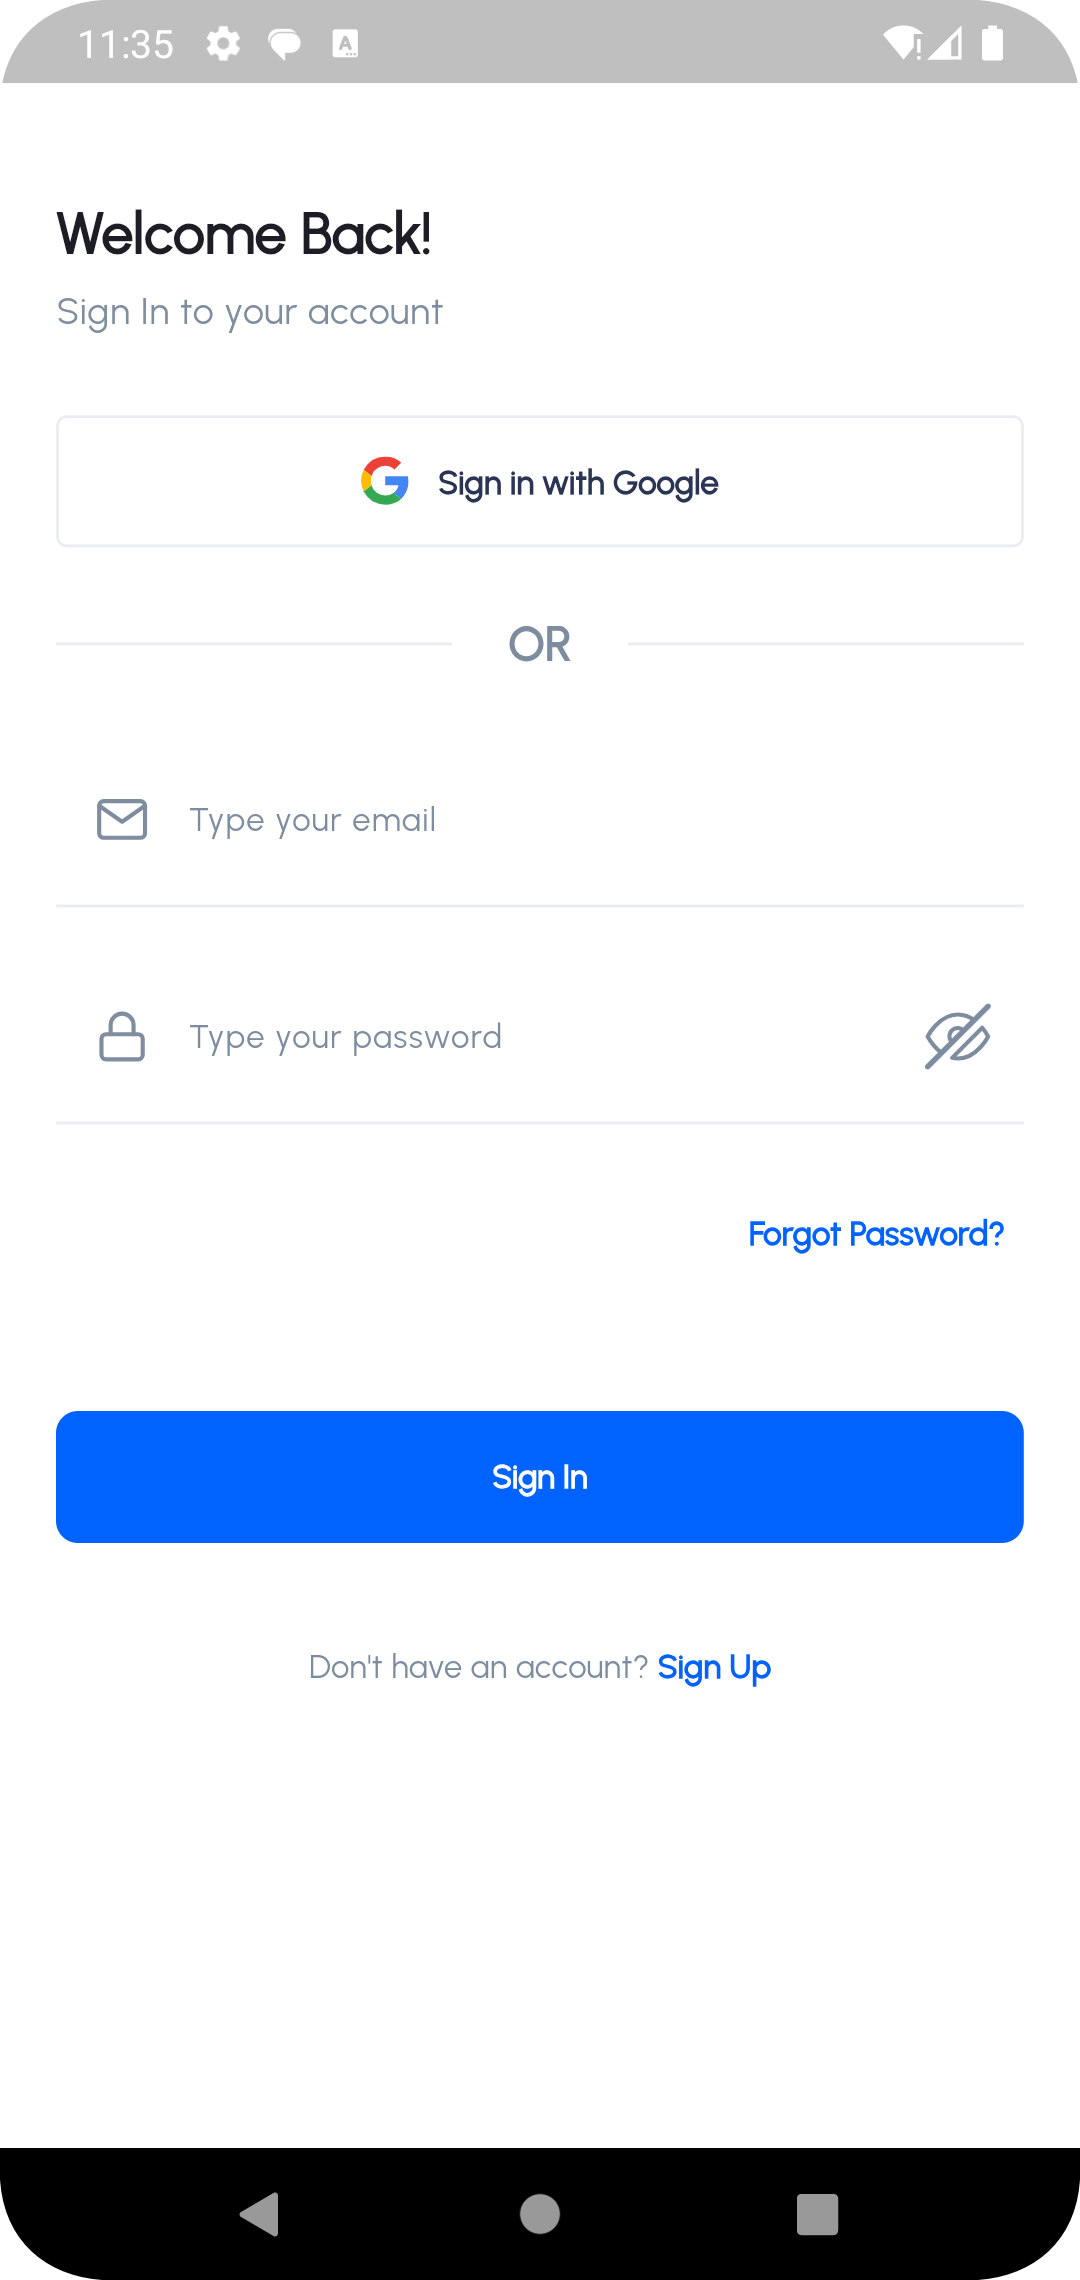 11:35
Welcome Back!
Sign In to your account
Sign in with Google
OR
Type your email
Type your password
Forgot Password?
Sign In
Don't have an account? Sign Up